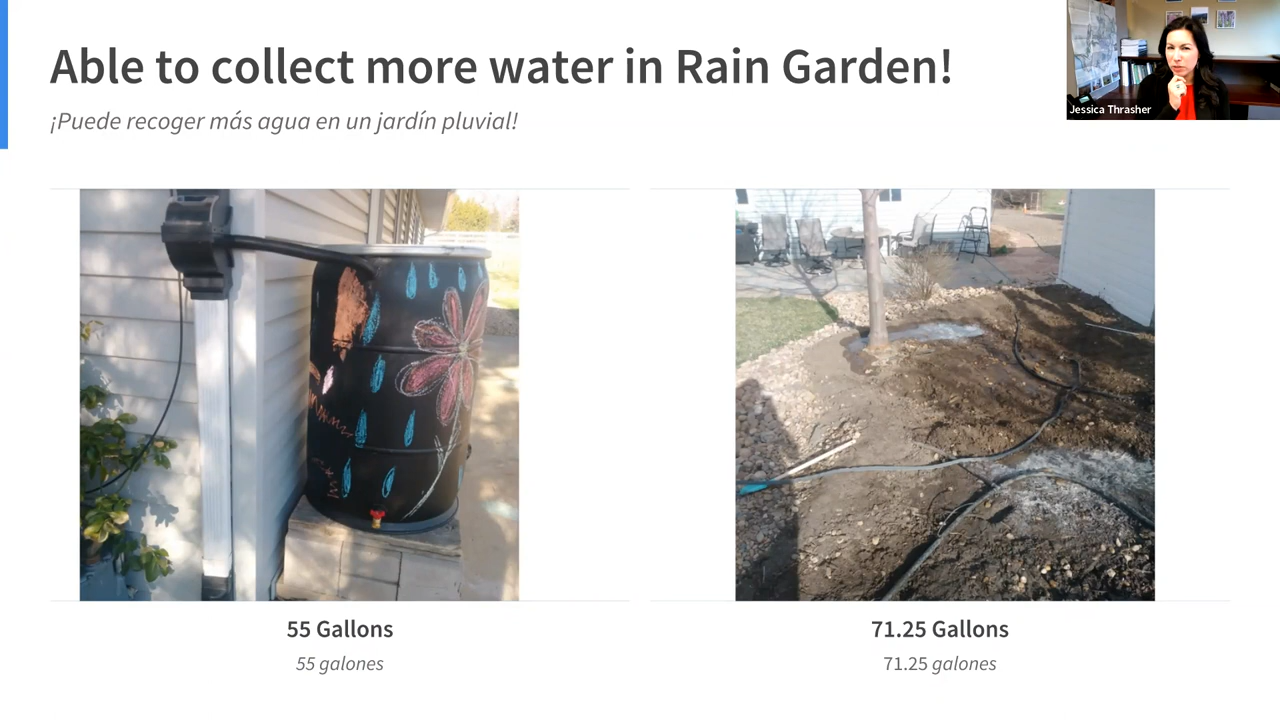 Able to collect more water in Rain Garden!
¡Puede recoger más agua en un jardín pluvial!
Jessica Thrasher
55 Gallons
55 galones
71.25 Gallons
71.25 galones